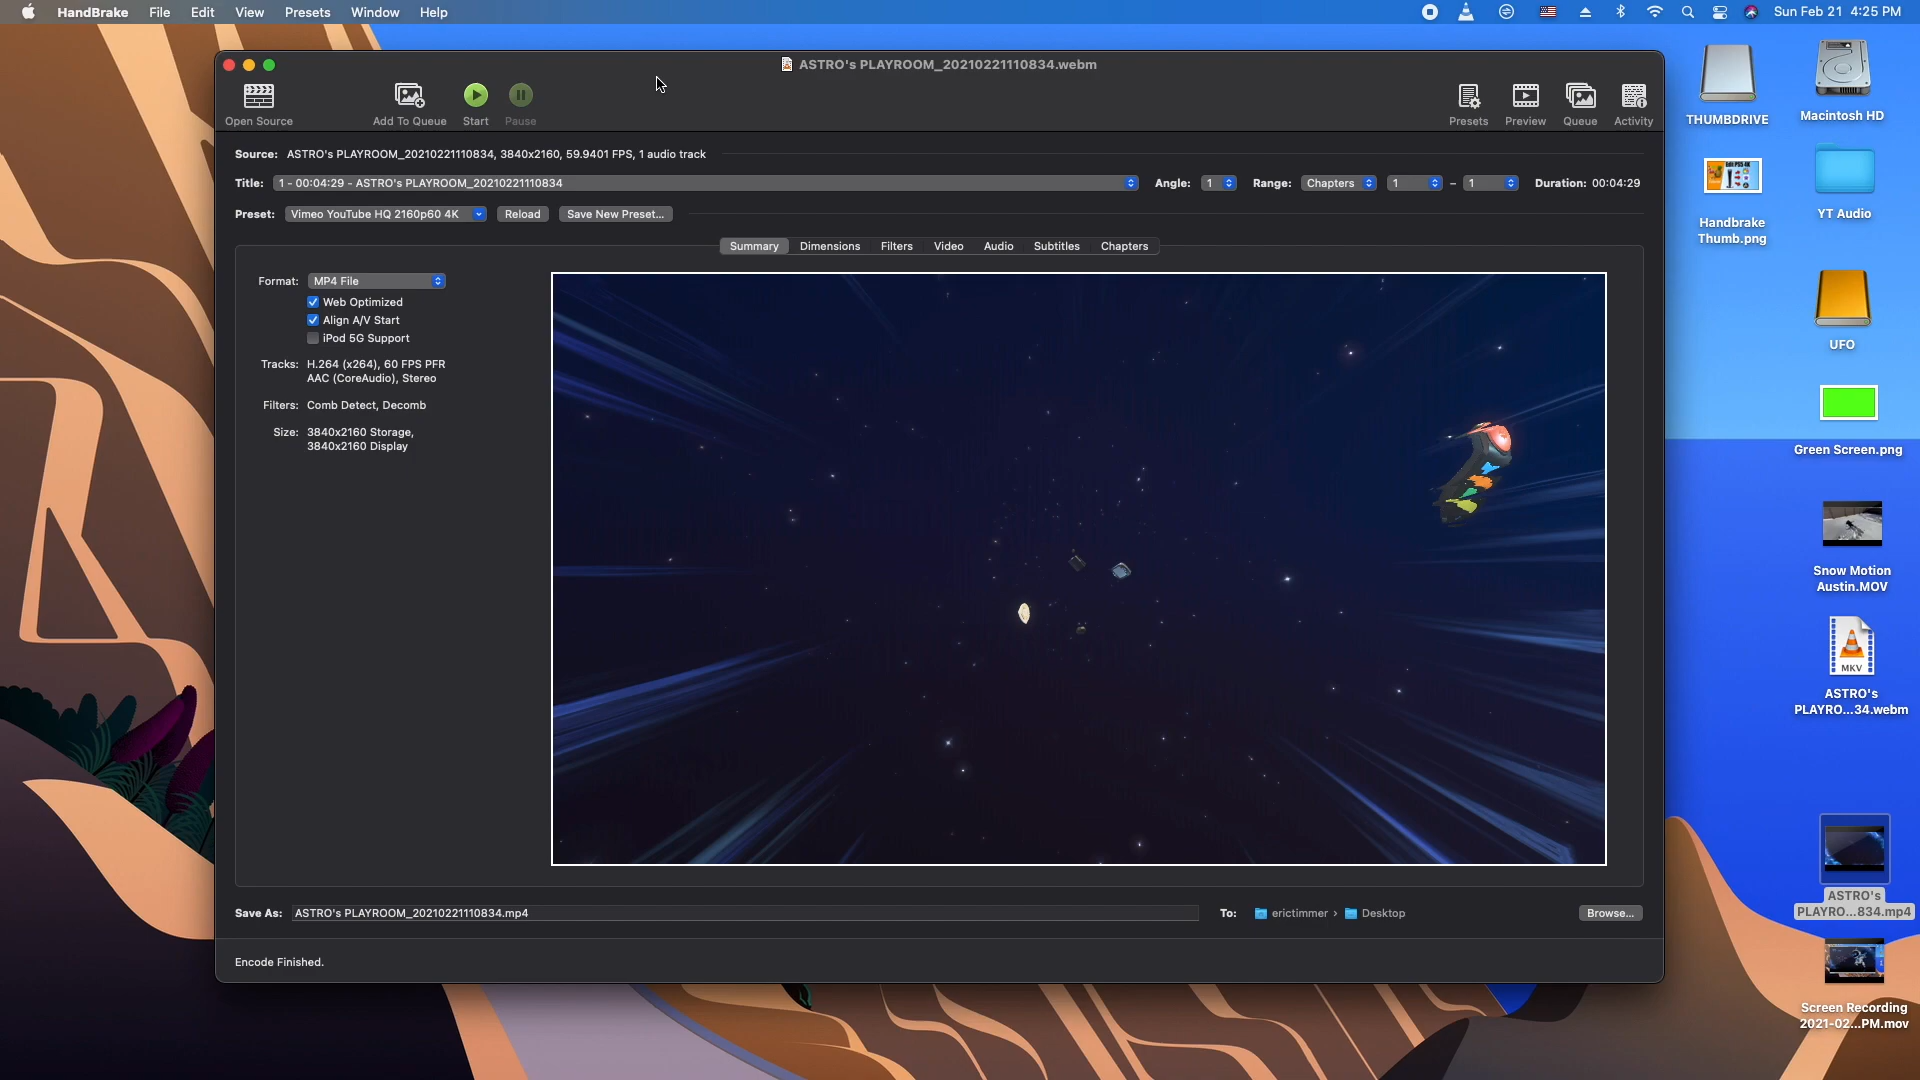 HandBrake File Edit View Presets Window Help
Sun Feb 21 4:25 PM
ASTRO's PLAYROOM_20210221110834.webm
Open Source
Add To Queue
Start
Pause
Presets
Preview
Queue
Activity
Source: ASTRO's PLAYROOM_20210221110834, 3840x2160, 59.9401 FPS, 1 audio track
Title: 1 - 00:04:29 - ASTRO's PLAYROOM_20210221110834
Angle: 1
Range: Chapters 1 – 1
Duration: 00:04:29
Preset: Vimeo YouTube HQ 2160p60 4K Reload Save New Preset...
Summary Dimensions Filters Video Audio Subtitles Chapters
Format: MP4 File
Web Optimized
Align A/V Start
iPod 5G Support
Tracks: H.264 (x264), 60 FPS PFR
AAC (CoreAudio), Stereo
Filters: Comb Detect, Decomb
Size: 3840x2160 Storage,
3840x2160 Display
Save As: ASTRO's PLAYROOM_20210221110834.mp4
To: erictimmer › Desktop
Browse...
Encode Finished.
THUMBDRIVE
Macintosh HD
Handbrake
Thumb.png
YT Audio
UFO
Green Screen.png
Snow Motion
Austin.MOV
MKV
ASTRO's
PLAYRO...34.webm
ASTRO's
PLAYRO...834.mp4
Screen Recording
2021-02...PM.mov